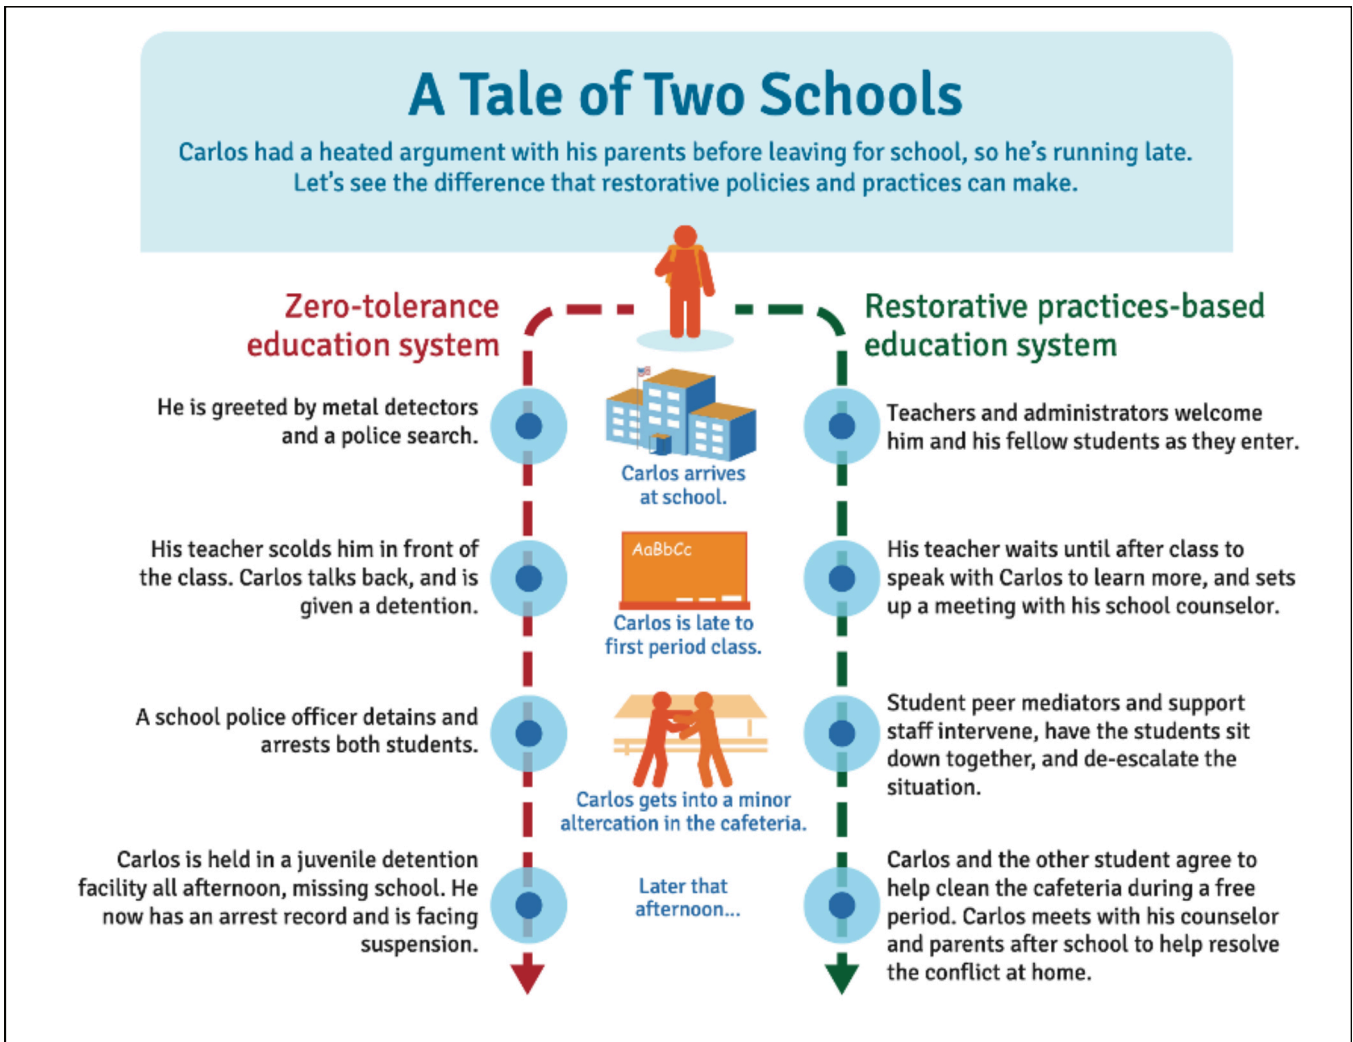 A Tale of Two Schools
Carlos had a heated argument with his parents before leaving for school, so he's running late.
Let's see the difference that restorative policies and practices can make.
Zero-tolerance
education system
Restorative practices-based
education system
He is greeted by metal detectors
and a police search.
Carlos arrives
at school.
Teachers and administrators welcome
him and his fellow students as they enter.
His teacher scolds him in front of
the class. Carlos talks back, and is
given a detention.
AaBbCc
Carlos is late to
first period class.
His teacher waits until after class to
speak with Carlos to learn more, and sets
up a meeting with his school counselor.
A school police officer detains and
arrests both students.
Carlos gets into a minor
altercation in the cafeteria.
Student peer mediators and support
staff intervene, have the students sit
down together, and de-escalate the
situation.
Carlos is held in a juvenile detention
facility all afternoon, missing school. He
now has an arrest record and is facing
suspension.
Later that
afternoon...
Carlos and the other student agree to
help clean the cafeteria during a free
period. Carlos meets with his counselor
and parents after school to help resolve
the conflict at home.